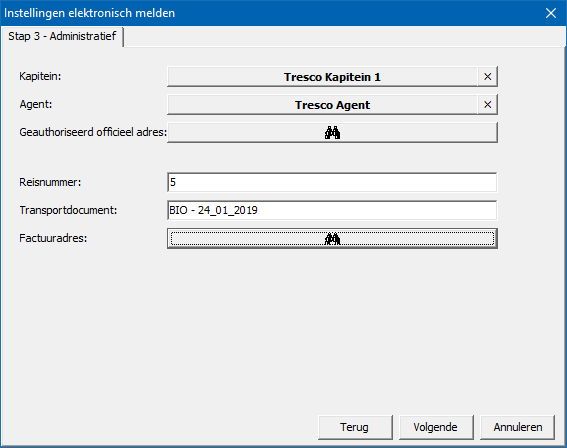 Instellingen elektronisch melden
Stap 3 - Administratief
Kapitein: Tresco Kapitein 1 ×
Agent: Tresco Agent ×
Geauthoriseerd officieel adres:
Reisnummer: 5
Transportdocument: BIO - 24_01_2019
Factuuradres:
Terug Volgende Annuleren